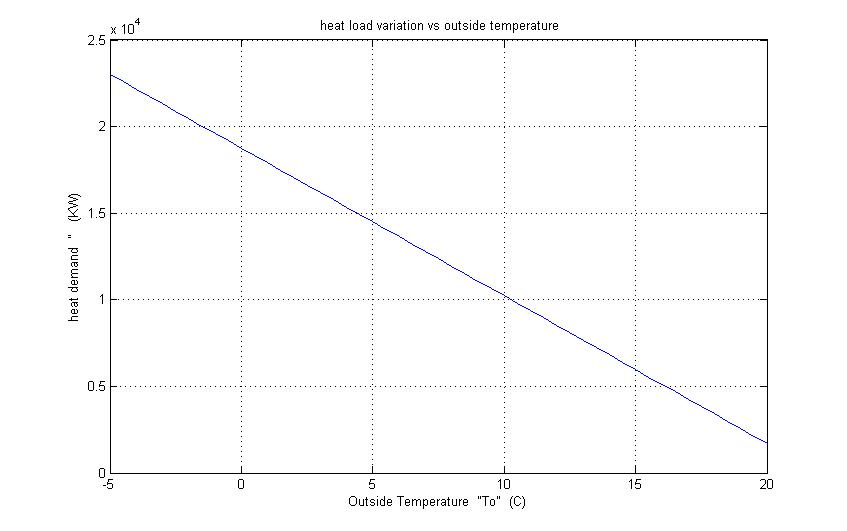 heat load variation vs outside temperature
x 10^4
2.5
2
1.5
1
0.5
0
heat demand " (KW)
-5 0 5 10 15 20
Outside Temperature "To" (C)